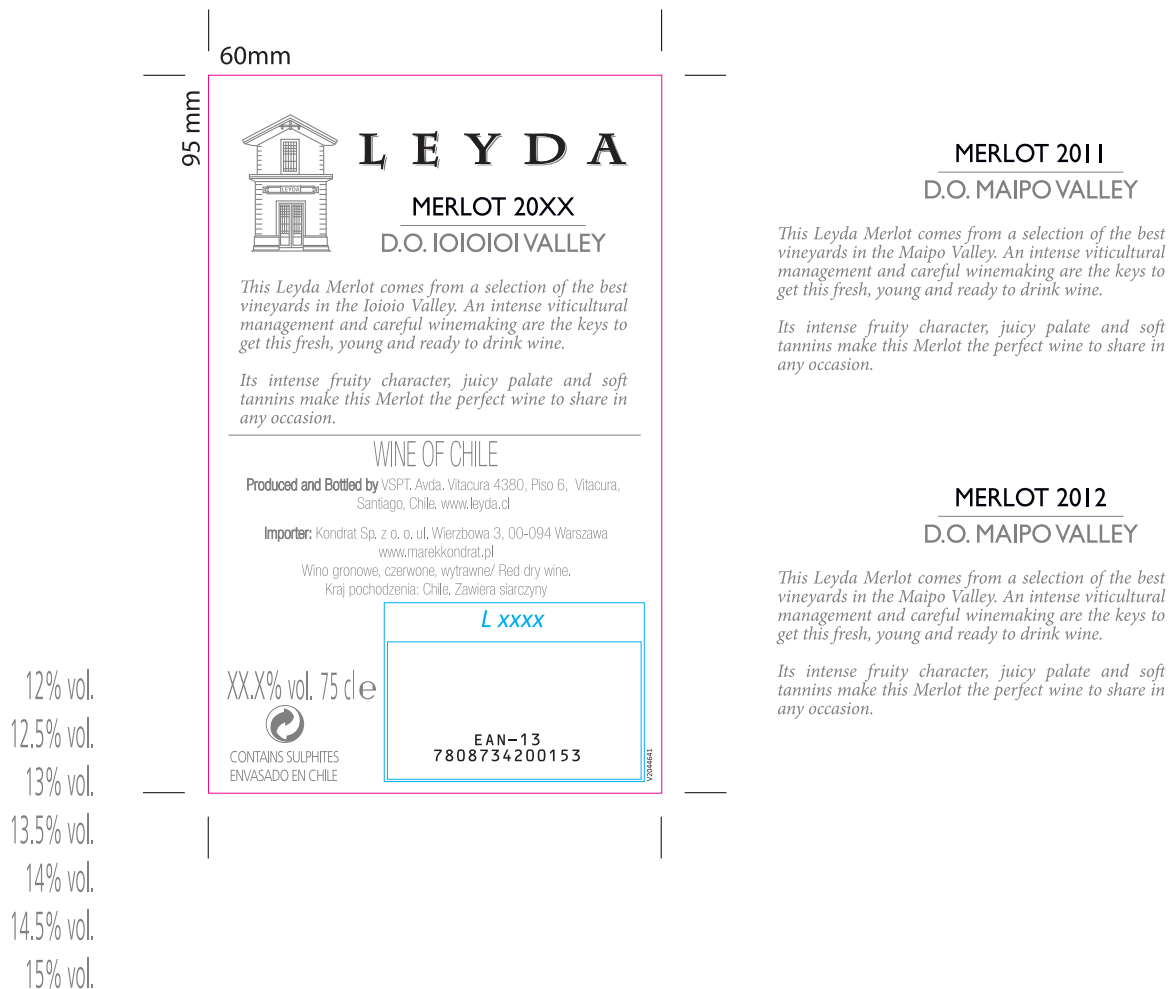 60mm
95 mm
LEYDA
LEYDA
MERLOT 20XX
D.O. IOIOIOI VALLEY
This Leyda Merlot comes from a selection of the best
vineyards in the Ioioio Valley. An intense viticultural
management and careful winemaking are the keys to
get this fresh, young and ready to drink wine.
Its intense fruity character, juicy palate and soft
tannins make this Merlot the perfect wine to share in
any occasion.
WINE OF CHILE
Produced and Bottled by VSPT. Avda. Vitacura 4380, Piso 6, Vitacura,
Santiago, Chile. www.leyda.cl
Importer: Kondrat Sp. z o. o. ul. Wierzbowa 3, 00-094 Warszawa
www.marekkondrat.pl
Wino gronowe, czerwone, wytrawne/ Red dry wine.
Kraj pochodzenia: Chile. Zawiera siarczyny
L xxxx
XX.X% vol. 75 cl e
CONTAINS SULPHITES
ENVASADO EN CHILE
EAN-13
7808734200153
V2044641
12% vol.
12.5% vol.
13% vol.
13.5% vol.
14% vol.
14.5% vol.
15% vol.
MERLOT 2011
D.O. MAIPO VALLEY
This Leyda Merlot comes from a selection of the best
vineyards in the Maipo Valley. An intense viticultural
management and careful winemaking are the keys to
get this fresh, young and ready to drink wine.
Its intense fruity character, juicy palate and soft
tannins make this Merlot the perfect wine to share in
any occasion.
MERLOT 2012
D.O. MAIPO VALLEY
This Leyda Merlot comes from a selection of the best
vineyards in the Maipo Valley. An intense viticultural
management and careful winemaking are the keys to
get this fresh, young and ready to drink wine.
Its intense fruity character, juicy palate and soft
tannins make this Merlot the perfect wine to share in
any occasion.